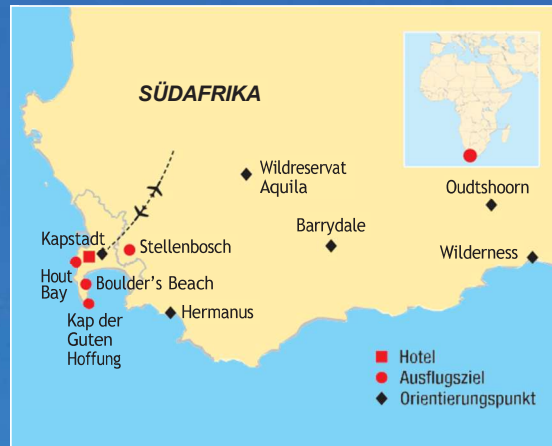 SÜDAFRIKA
Wildreservat
Aquila
Oudtshoorn
Barrydale
Kapstadt
Stellenbosch
Wilderness
Hout
Bay
Boulder's Beach
Hermanus
Kap der
Guten
Hoffung
Hotel
Ausflugsziel
Orientierungspunkt